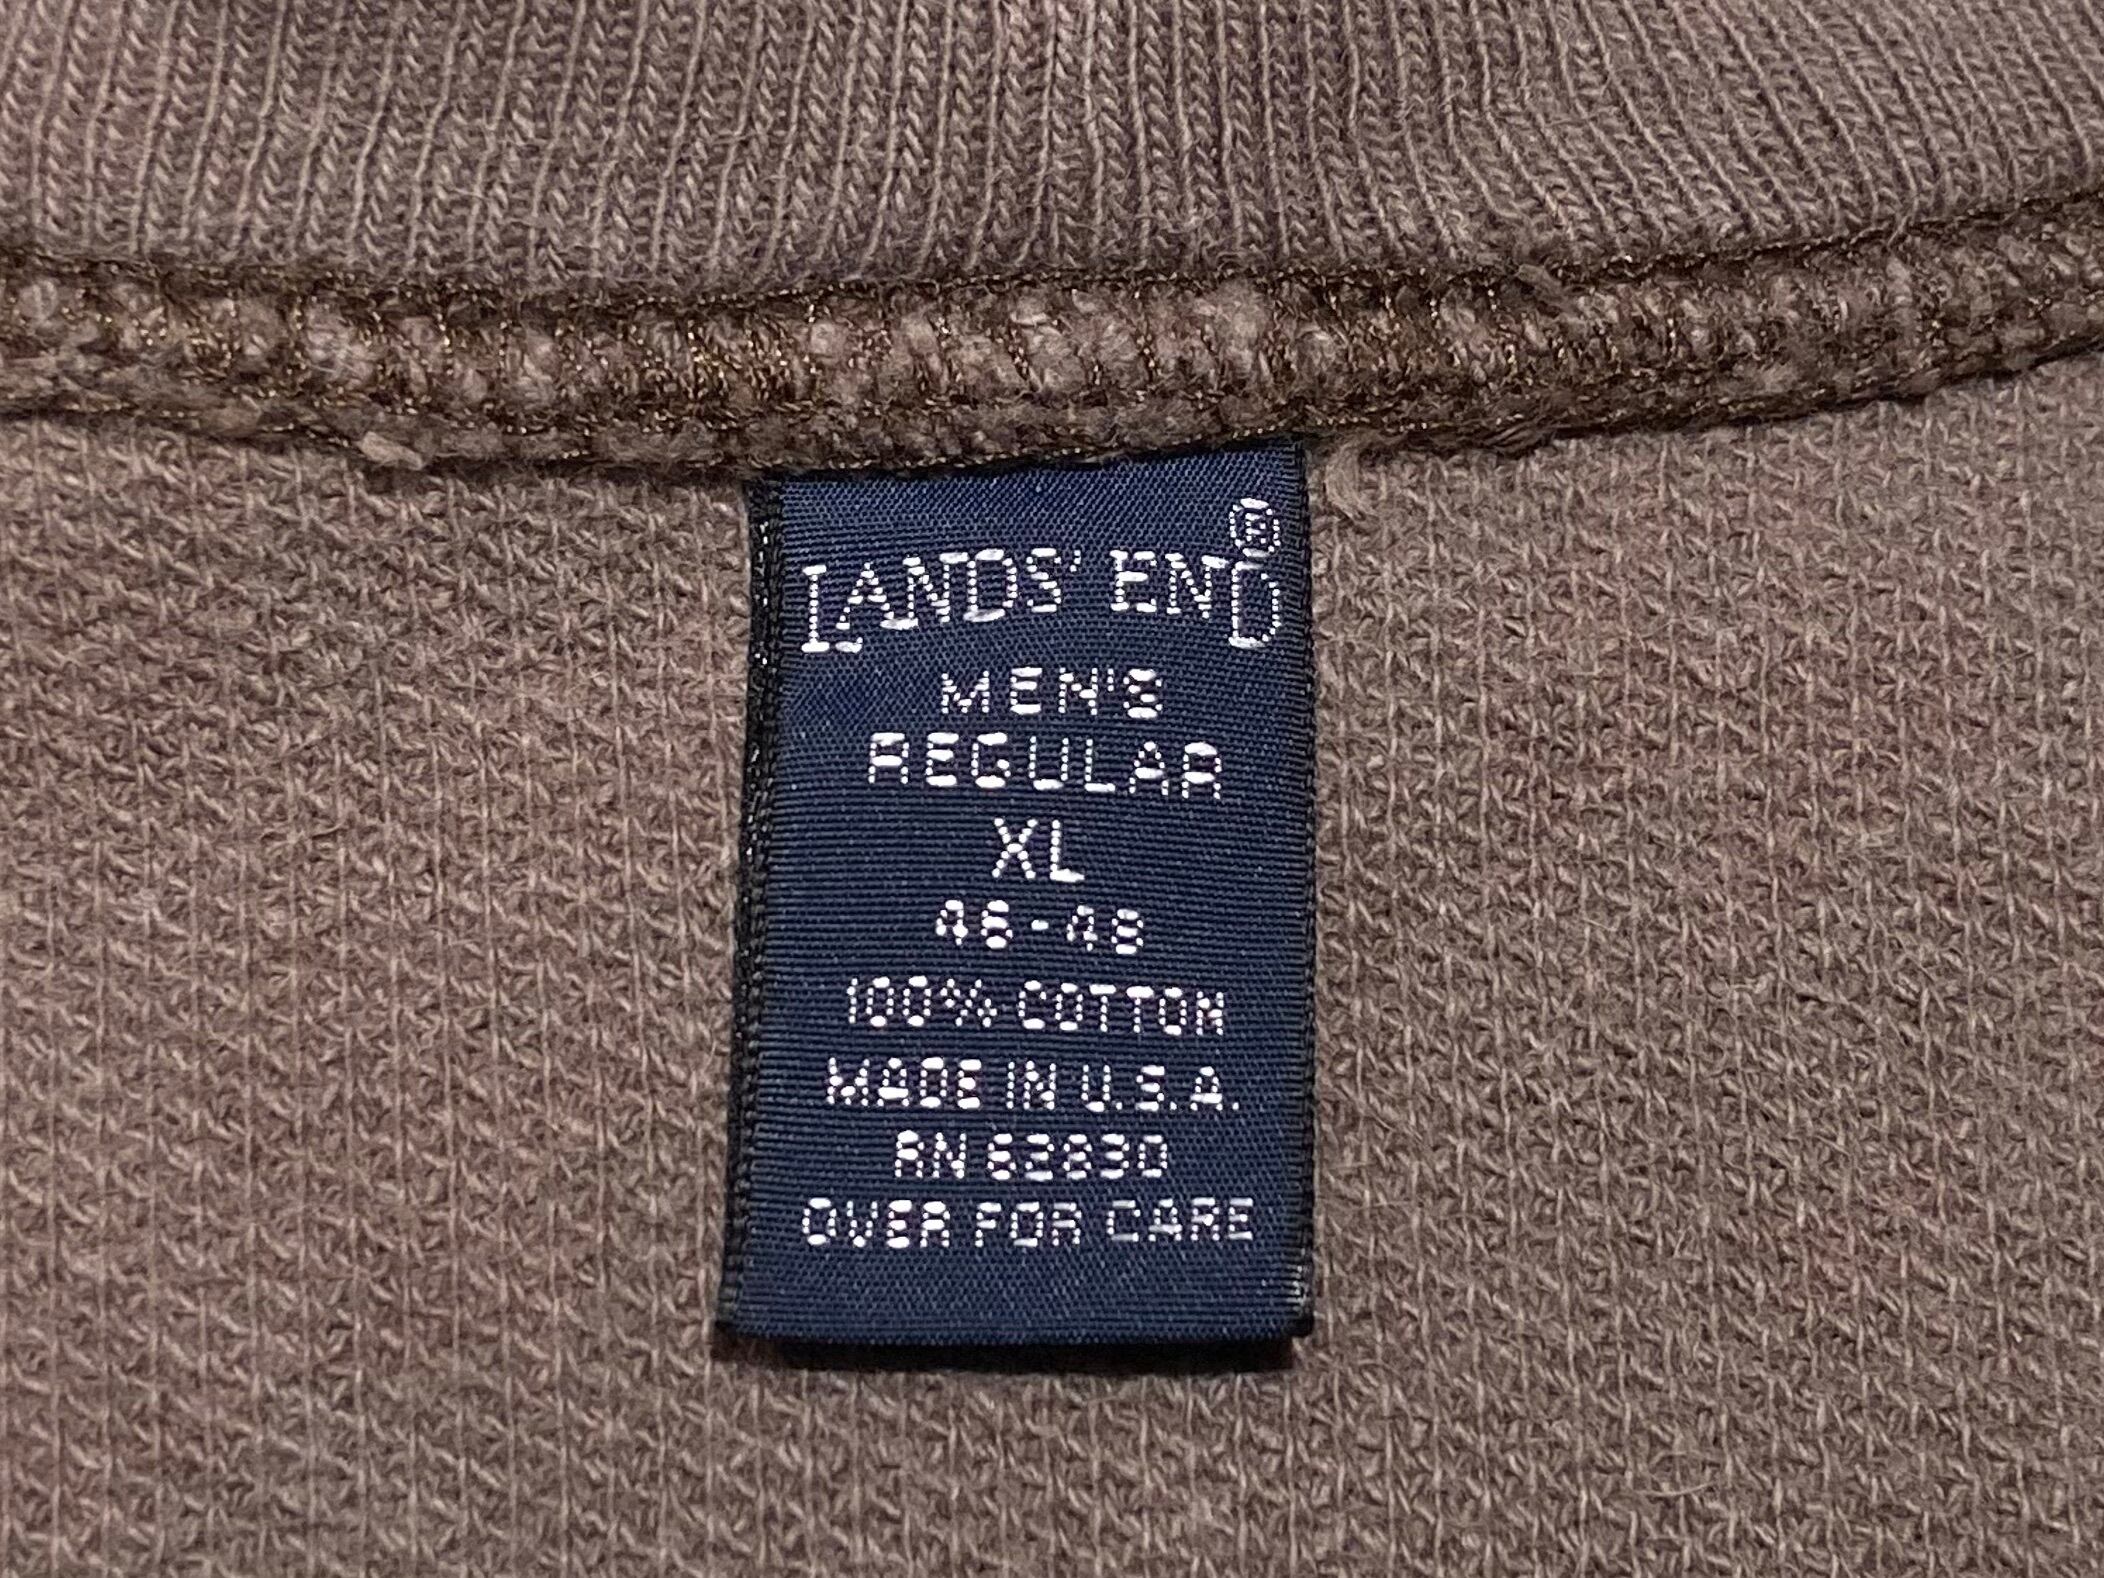 LANDS' END®
MEN'S
REGULAR
XL
46-48
100% COTTON
MADE IN U.S.A.
RN 62830
OVER FOR CARE